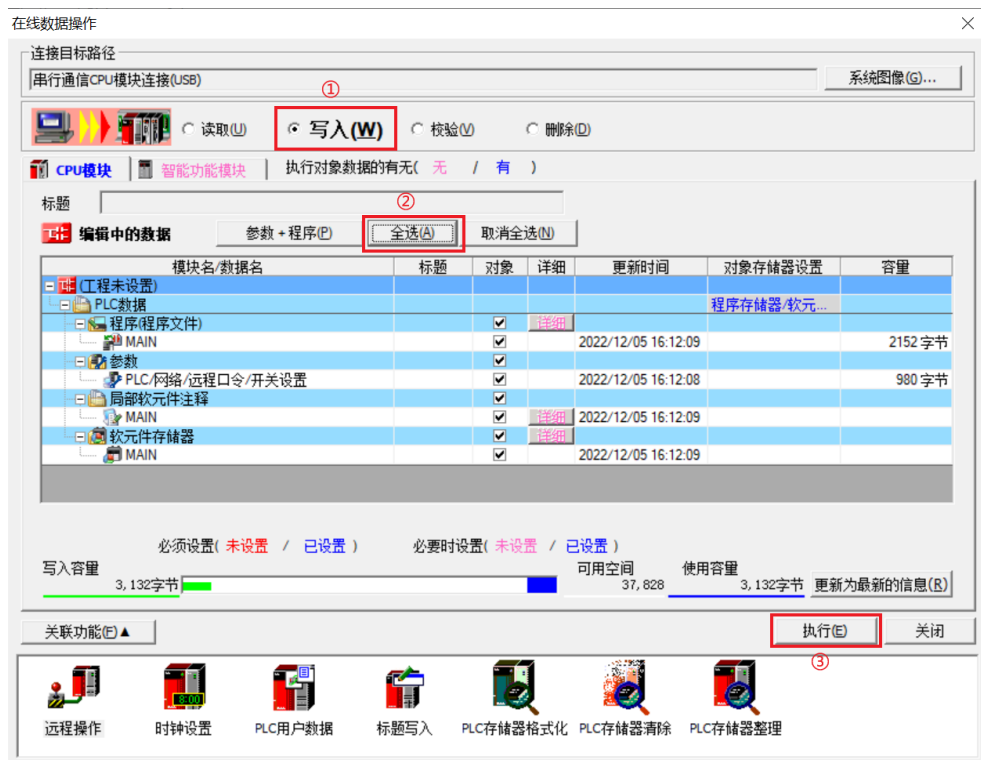 在线数据操作
连接目标路径
串行通信CPU模块连接(USB)
系统图像(G)...
①
读取(U)
写入(W)
校验(V)
删除(D)
CPU模块
智能功能模块
执行对象数据的有无( 无 / 有 )
标题
②
编辑中的数据
参数+程序(P)
全选(A)
取消全选(N)
模块名/数据名 标题 对象 详细 更新时间 对象存储器设置 容量
(工程未设置)
PLC数据 程序存储器/软元...
程序(程序文件) 详细
MAIN 2022/12/05 16:12:09 2152 字节
参数
PLC/网络/远程口令/开关设置 2022/12/05 16:12:08 980 字节
局部软元件注释
MAIN 详细 2022/12/05 16:12:09
软元件存储器 详细
MAIN 2022/12/05 16:12:09
必须设置( 未设置 / 已设置 ) 必要时设置( 未设置 / 已设置 )
写入容量 可用空间 使用容量
3,132字节 37,828 3,132字节 更新为最新的信息(R)
关联功能(F)▲ 执行(E) 关闭
③
远程操作 时钟设置 PLC用户数据 标题写入 PLC存储器格式化 PLC存储器清除 PLC存储器整理